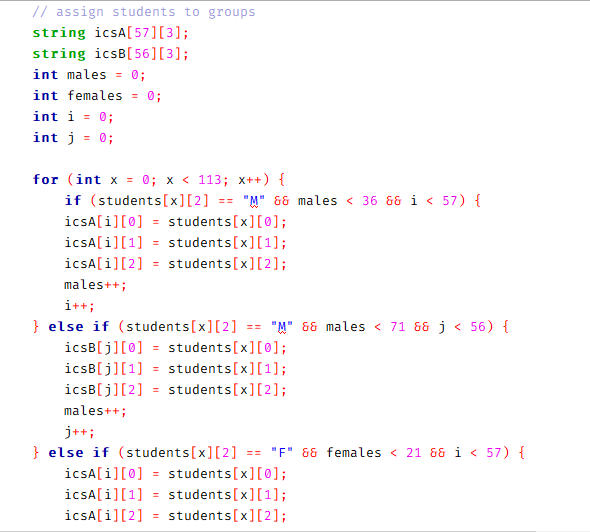 // assign students to groups
string icsA[57][3];
string icsB[56][3];
int males = 0;
int females = 0;
int i = 0;
int j = 0;
for (int x = 0; x < 113; x++) {
if (students[x][2] == "M" && males < 36 && i < 57) {
icsA[i][0] = students[x][0];
icsA[i][1] = students[x][1];
icsA[i][2] = students[x][2];
males++;
i++;
} else if (students[x][2] == "M" && males < 71 && j < 56) {
icsB[j][0] = students[x][0];
icsB[j][1] = students[x][1];
icsB[j][2] = students[x][2];
males++;
j++;
} else if (students[x][2] == "F" && females < 21 && i < 57) {
icsA[i][0] = students[x][0];
icsA[i][1] = students[x][1];
icsA[i][2] = students[x][2];